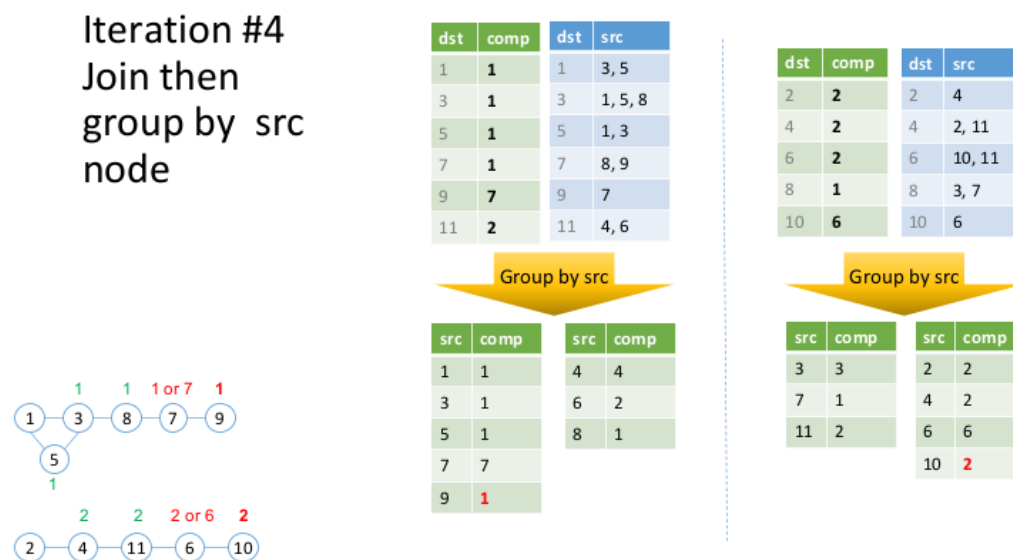 Iteration #4
Join then
group by src
node
dst comp
1 1
3 1
5 1
7 1
9 7
11 2
dst src
1 3, 5
3 1, 5, 8
5 1, 3
7 8, 9
9 7
11 4, 6
Group by src
src comp
1 1
3 1
5 1
7 7
9 1
src comp
4 4
6 2
8 1
dst comp
2 2
4 2
6 2
8 1
10 6
dst src
2 4
4 2, 11
6 10, 11
8 3, 7
10 6
Group by src
src comp
3 3
7 1
11 2
src comp
2 2
4 2
6 6
10 2
1 1 1 or 7 1
1 3 8 7 9
5
1
2 2 2 or 6 2
2 4 11 6 10